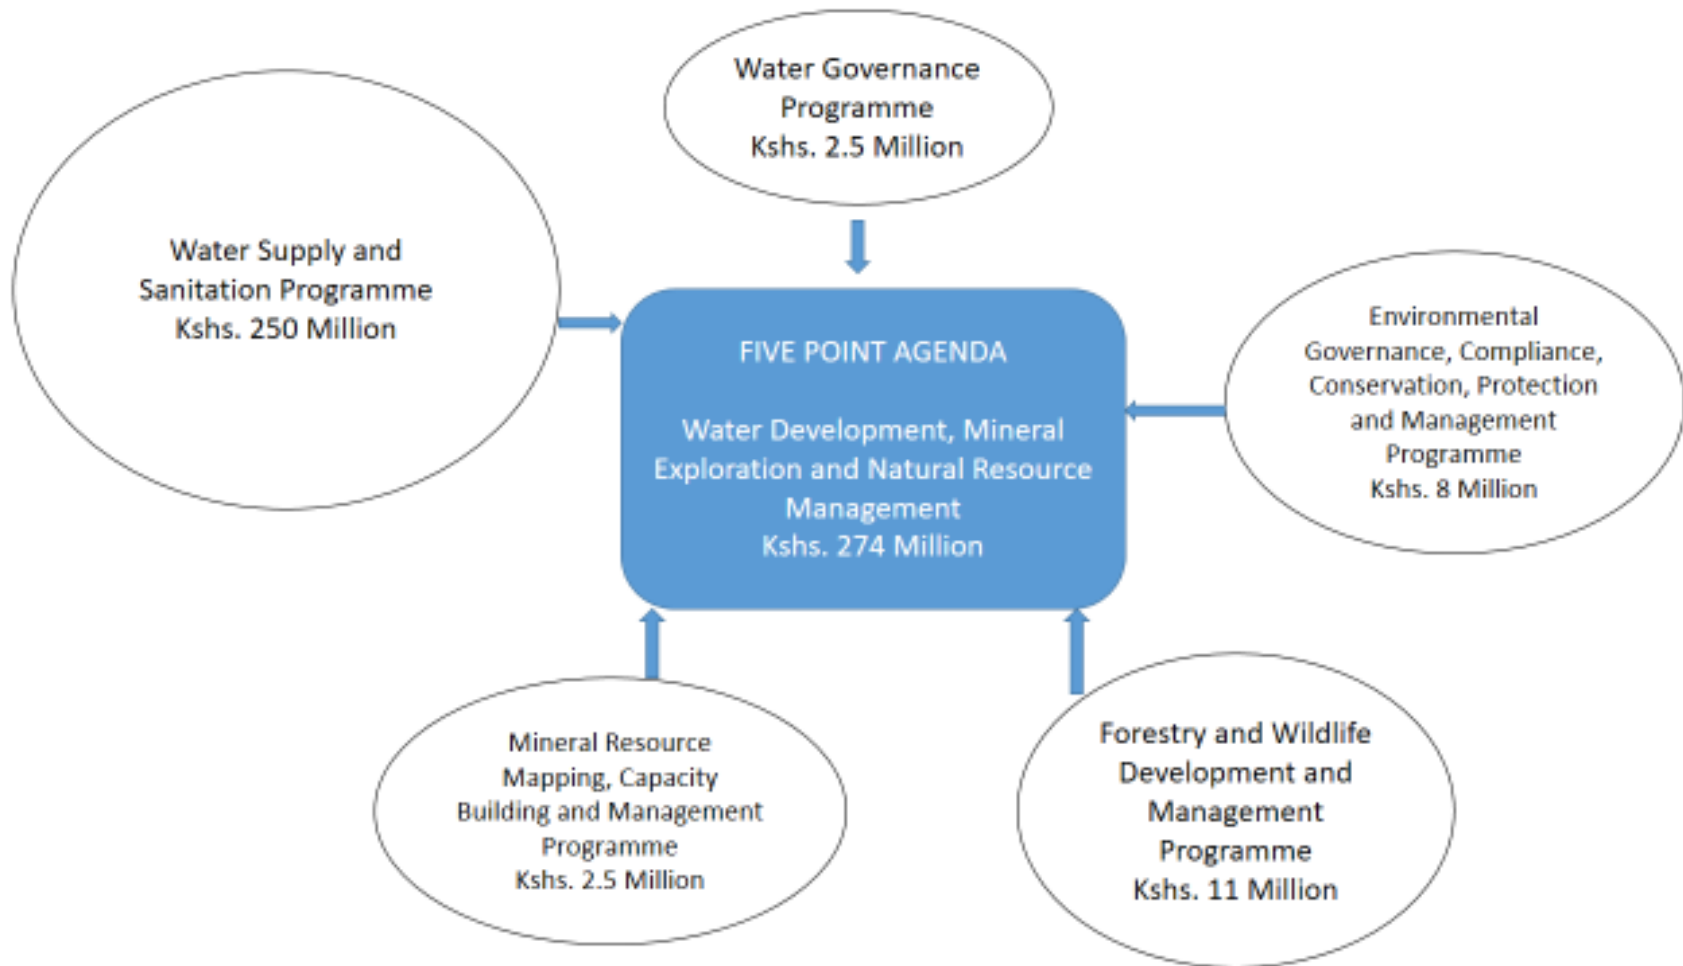 Water Governance
Programme
Kshs. 2.5 Million
Water Supply and
Sanitation Programme
Kshs. 250 Million
FIVE POINT AGENDA
Water Development, Mineral
Exploration and Natural Resource
Management
Kshs. 274 Million
Environmental
Governance, Compliance,
Conservation, Protection
and Management
Programme
Kshs. 8 Million
Mineral Resource
Mapping, Capacity
Building and Management
Programme
Kshs. 2.5 Million
Forestry and Wildlife
Development and
Management
Programme
Kshs. 11 Million